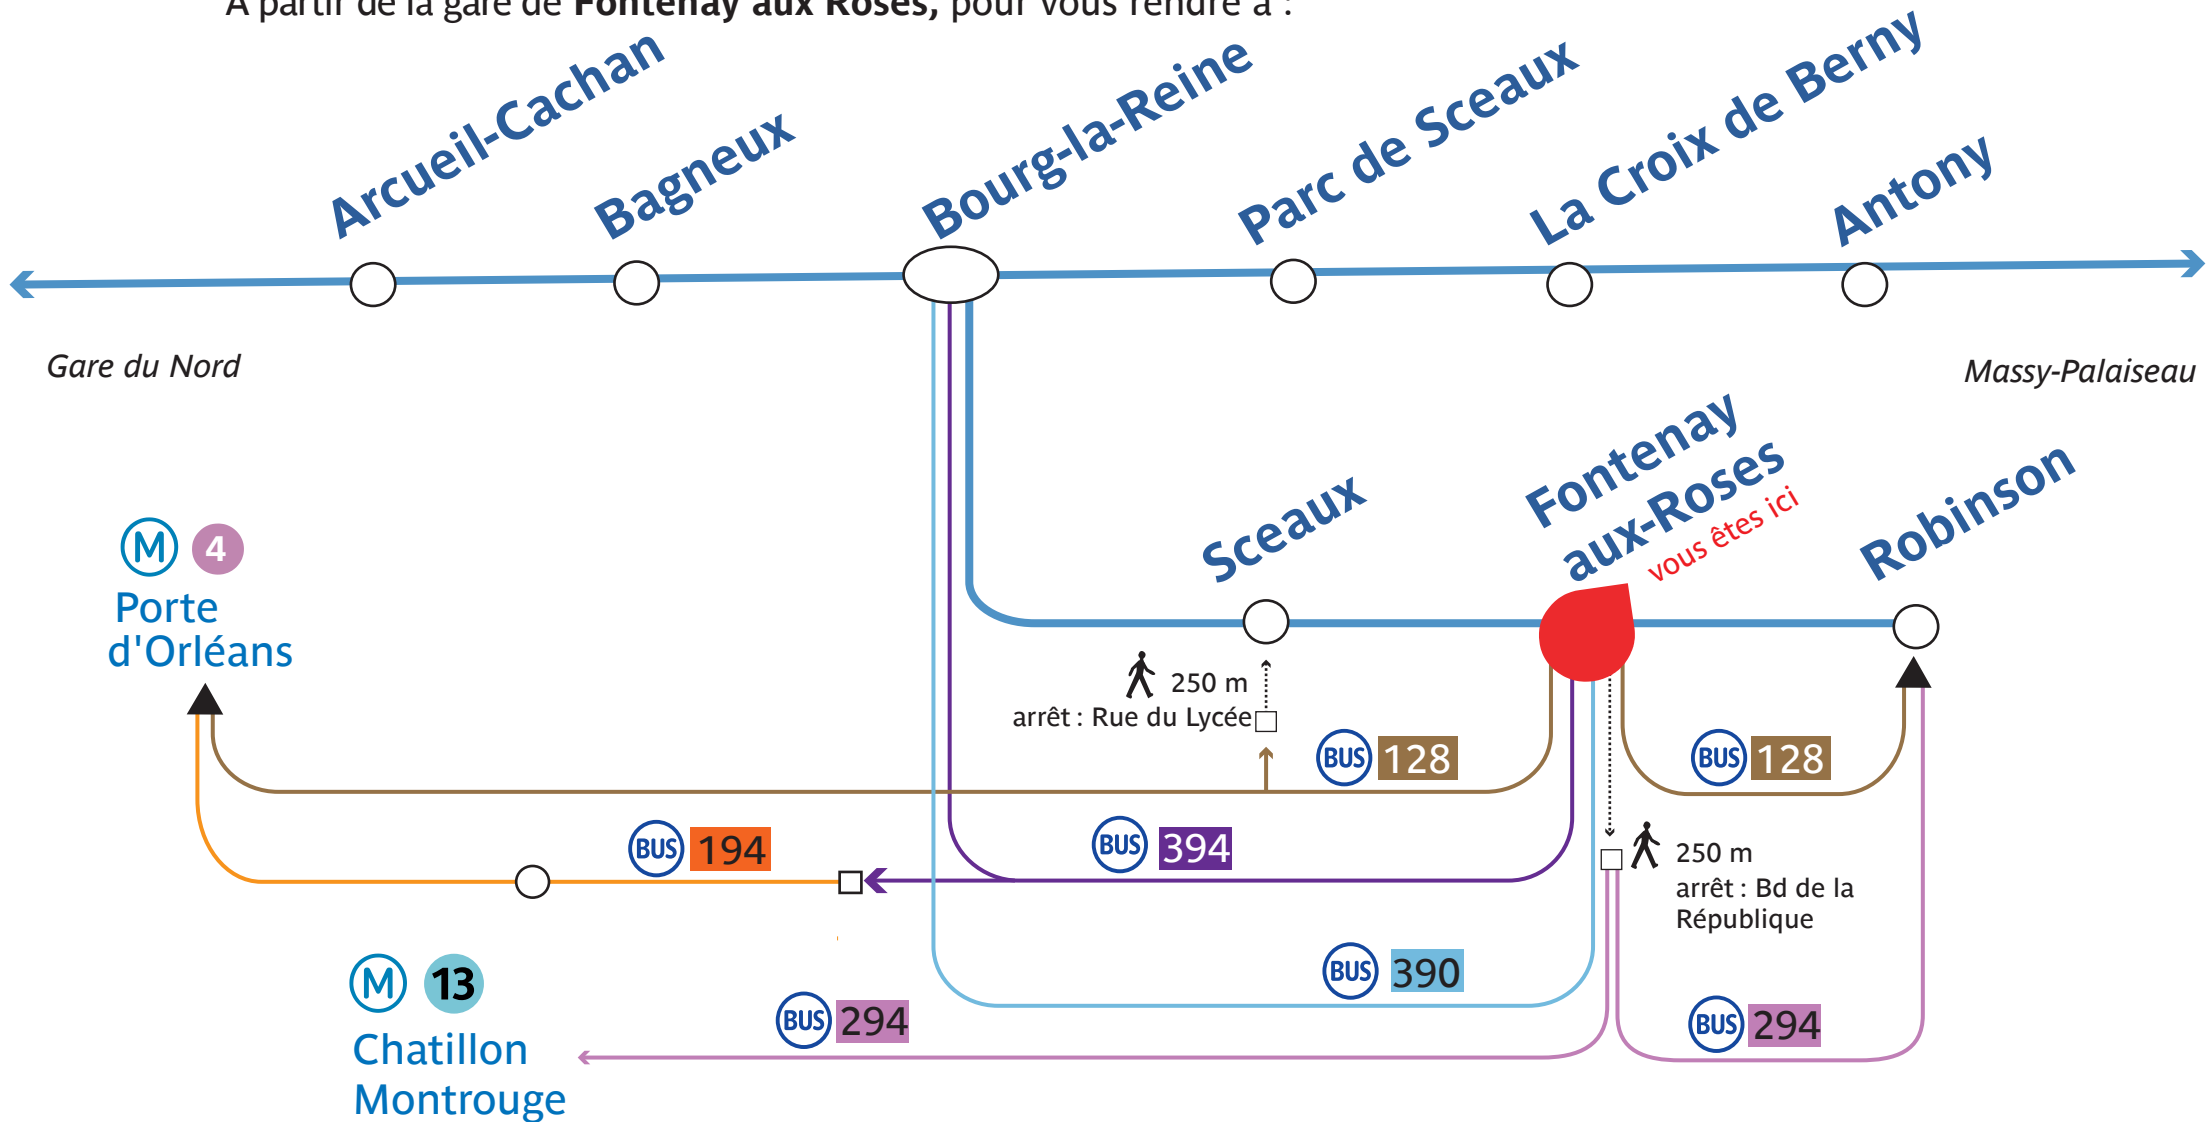 A partir de la gare de Fontenay aux Roses, pour vous rendre à :
Arcueil-Cachan
Bagneux
Bourg-la-Reine
Parc de Sceaux
La Croix de Berny
Antony
Gare du Nord
Massy-Palaiseau
Sceaux
Fontenay
aux-Roses
vous êtes ici
Robinson
M 4
Porte
d'Orléans
250 m
arrêt : Rue du Lycée
BUS 128
BUS 128
BUS 194
BUS 394
250 m
arrêt : Bd de la
République
BUS 390
M 13
Chatillon
Montrouge
BUS 294
BUS 294